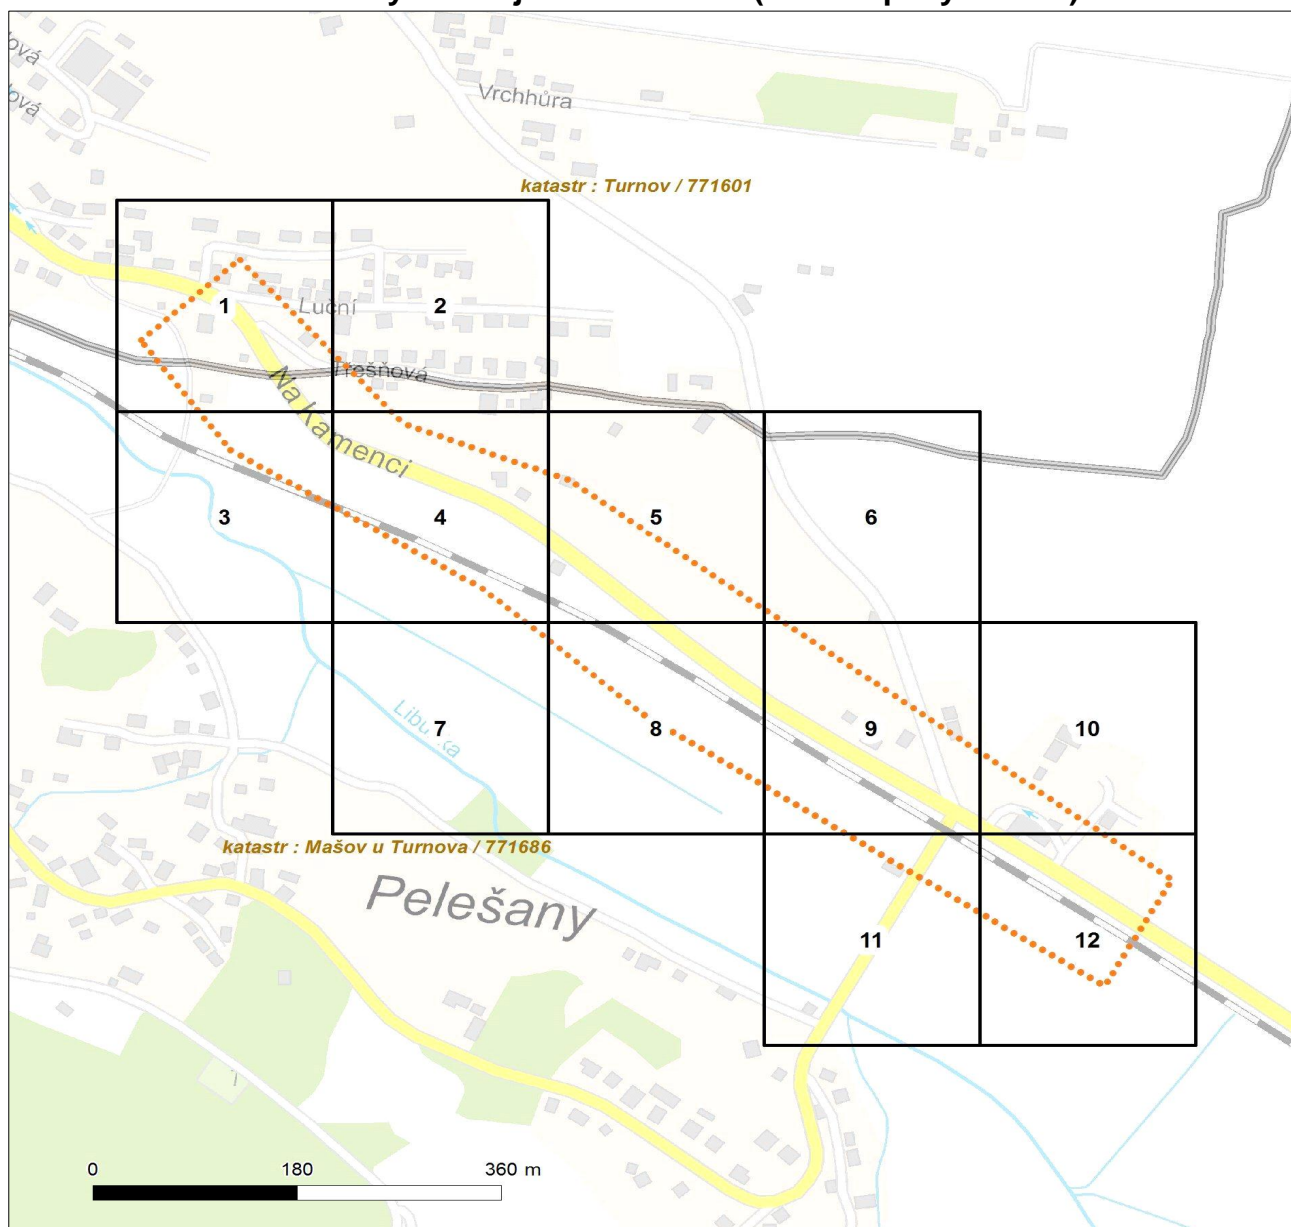 Vrchhůra
katastr : Turnov / 771601
1
2
Luční
Třešňová
Na Kamenci
3
4
5
6
7
8
9
10
Libuňka
katastr : Mašov u Turnova / 771686
Pelešany
11
12
0 180 360 m